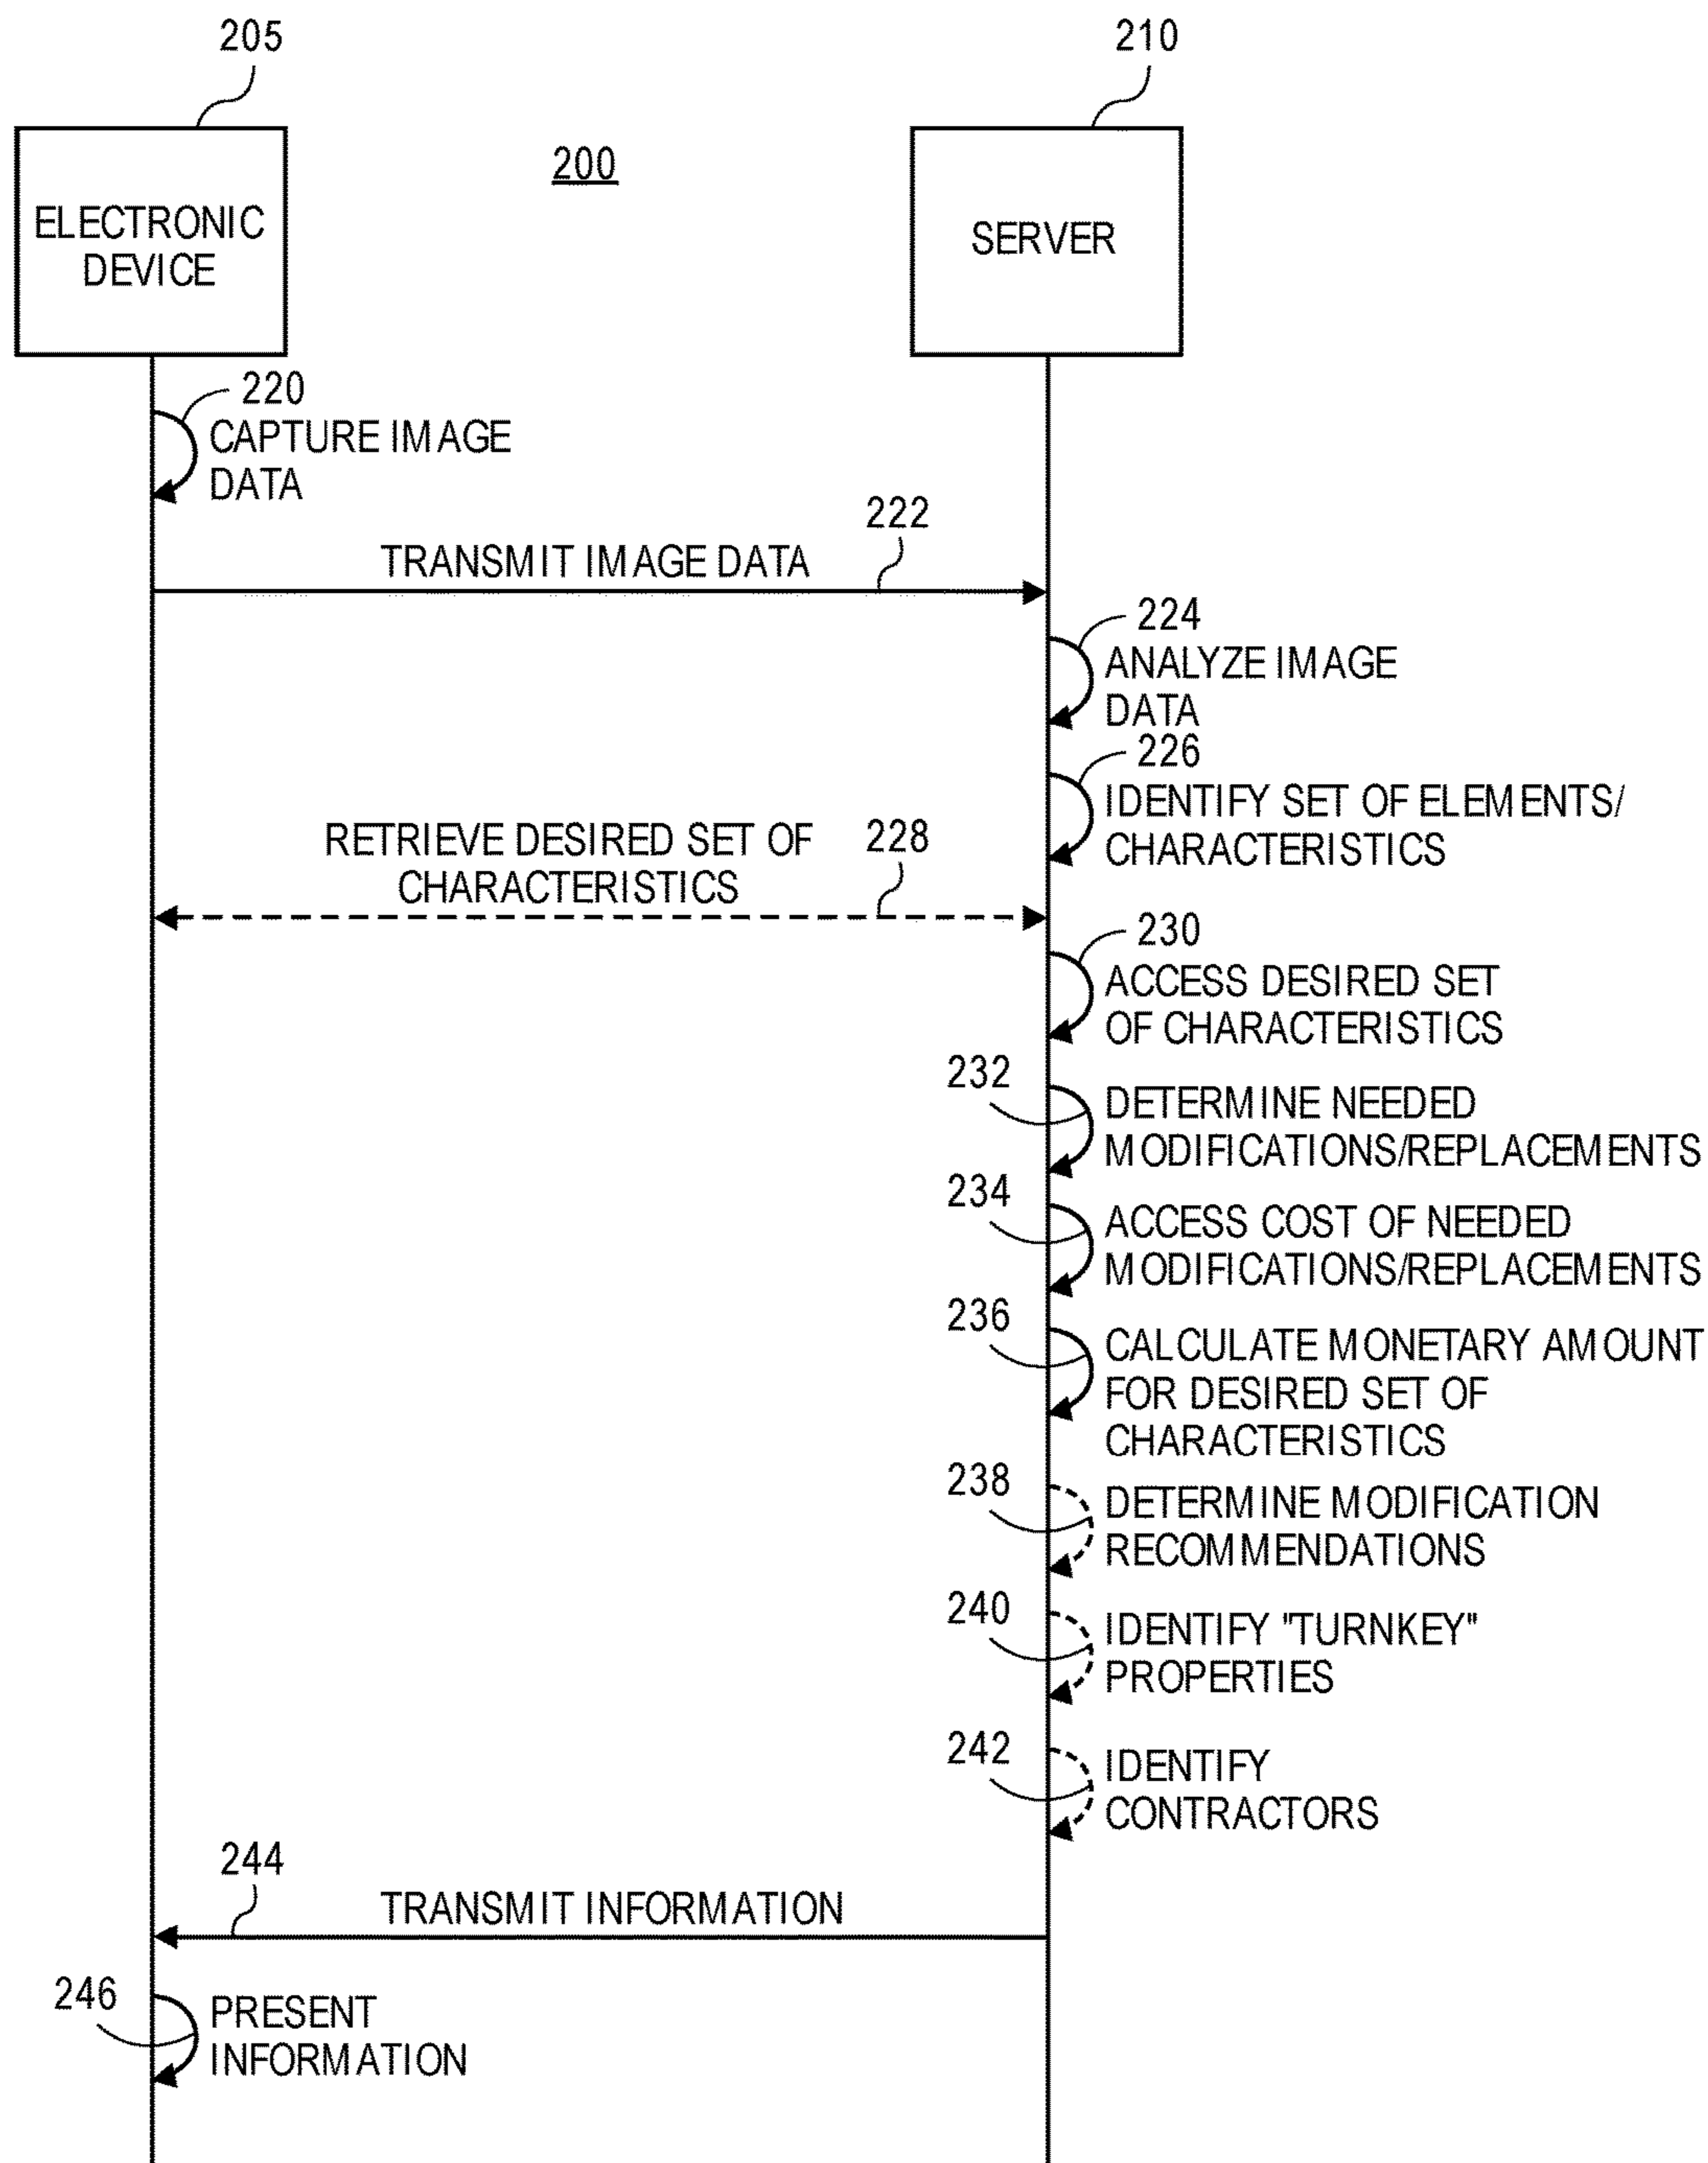 205
210
200
ELECTRONIC
DEVICE
SERVER
220
CAPTURE IMAGE
DATA
222
TRANSMIT IMAGE DATA
224
ANALYZE IMAGE
DATA
226
IDENTIFY SET OF ELEMENTS/
CHARACTERISTICS
RETRIEVE DESIRED SET OF
CHARACTERISTICS
228
230
ACCESS DESIRED SET
OF CHARACTERISTICS
232
DETERMINE NEEDED
MODIFICATIONS/REPLACEMENTS
234
ACCESS COST OF NEEDED
MODIFICATIONS/REPLACEMENTS
236
CALCULATE MONETARY AMOUNT
FOR DESIRED SET OF
CHARACTERISTICS
238
DETERMINE MODIFICATION
RECOMMENDATIONS
240
IDENTIFY "TURNKEY"
PROPERTIES
242
IDENTIFY
CONTRACTORS
244
TRANSMIT INFORMATION
246
PRESENT
INFORMATION